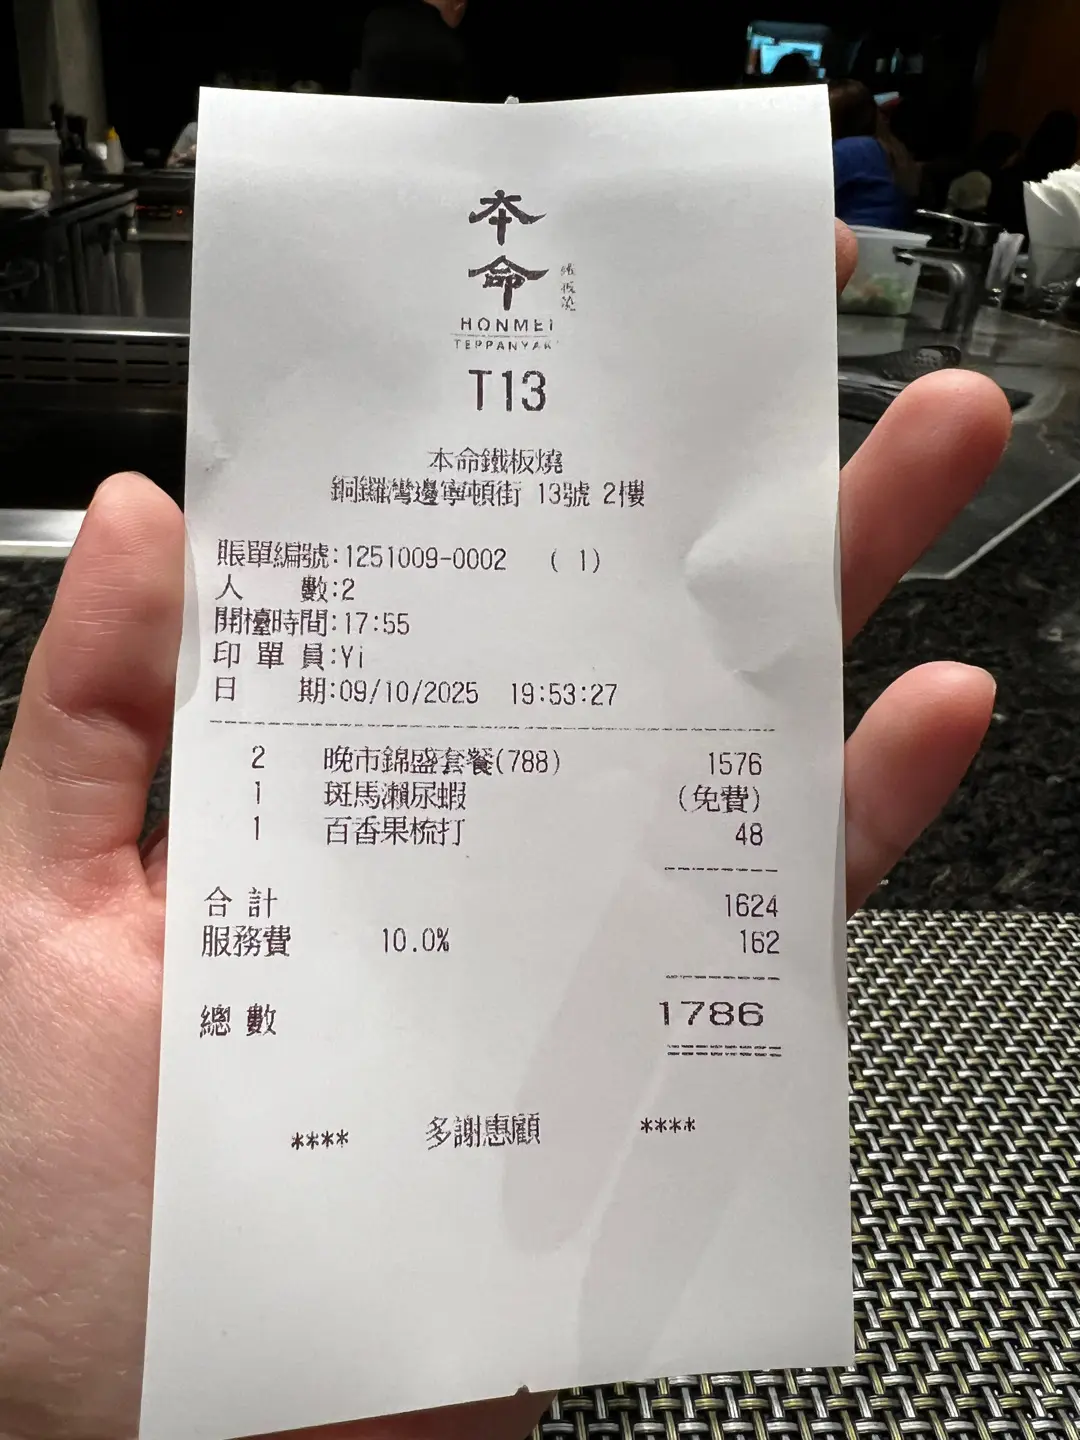 本命
鐵板燒
HONMEI
TEPPANYAKI
T13
本命鐵板燒
銅鑼灣邊寧頓街 13號 2樓
賬單編號:1251009-0002 ( 1)
人 數:2
開檯時間:17:55
印 單 員:Yi
日 期:09/10/2025 19:53:27
2 晚市錦盛套餐(788) 1576
1 斑馬瀨尿蝦 (免費)
1 百香果梳打 48
合 計 1624
服務費 10.0% 162
總 數 1786
**** 多謝惠顧 ****